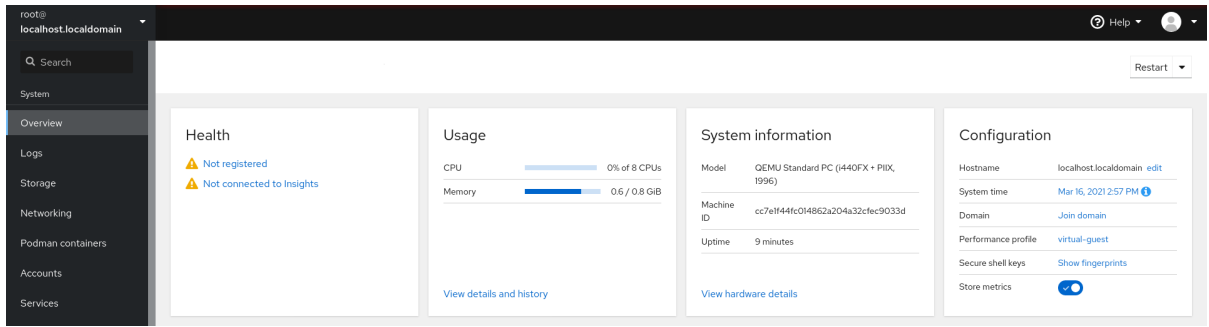 root@
localhost.localdomain
Help
Search
Restart
System
Overview
Logs
Storage
Networking
Podman containers
Accounts
Services
Health
Not registered
Not connected to Insights
Usage
CPU 0% of 8 CPUs
Memory 0.6 / 0.8 GiB
View details and history
System information
Model QEMU Standard PC (i440FX + PIIX,
1996)
Machine
ID cc7e1f44fc014862a204a32cfec9033d
Uptime 9 minutes
View hardware details
Configuration
Hostname localhost.localdomain edit
System time Mar 16, 2021 2:57 PM
Domain Join domain
Performance profile virtual-guest
Secure shell keys Show fingerprints
Store metrics